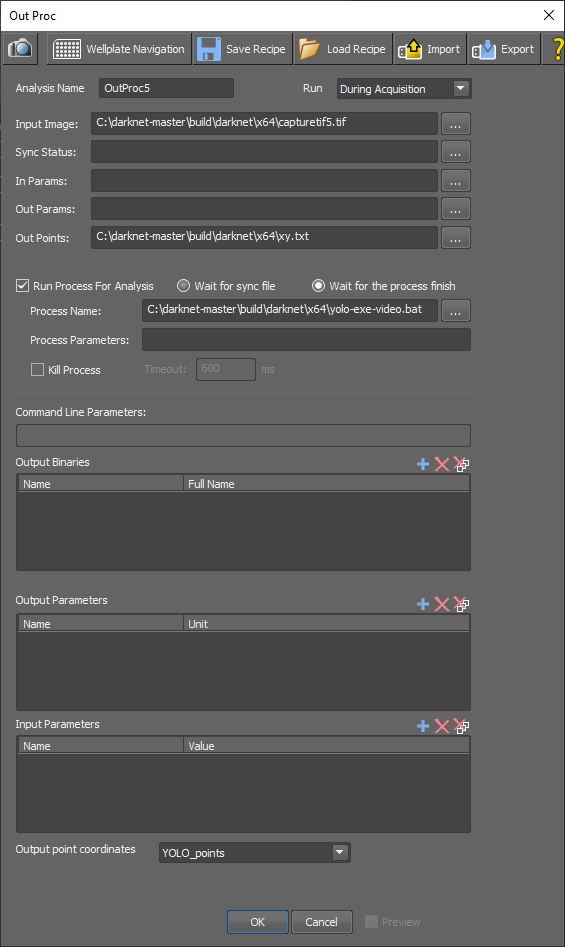 Out Proc
Wellplate Navigation Save Recipe Load Recipe Import Export ?
Analysis Name OutProc5 Run During Acquisition
Input Image: C:\darknet-master\build\darknet\x64\capturetif5.tif ...
Sync Status: ...
In Params: ...
Out Params: ...
Out Points: C:\darknet-master\build\darknet\x64\xy.txt ...
Run Process For Analysis Wait for sync file Wait for the process finish
Process Name: C:\darknet-master\build\darknet\x64\yolo-exe-video.bat ...
Process Parameters:
Kill Process Timeout: 600 ms
Command Line Parameters:
Output Binaries
Name Full Name
Output Parameters
Name Unit
Input Parameters
Name Value
Output point coordinates YOLO_points
OK Cancel Preview